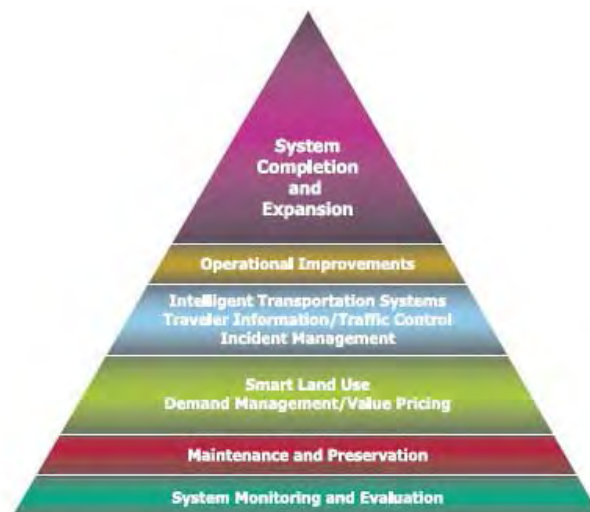 System
Completion
and
Expansion
Operational Improvements
Intelligent Transportation Systems
Traveler Information/Traffic Control
Incident Management
Smart Land Use
Demand Management/Value Pricing
Maintenance and Preservation
System Monitoring and Evaluation